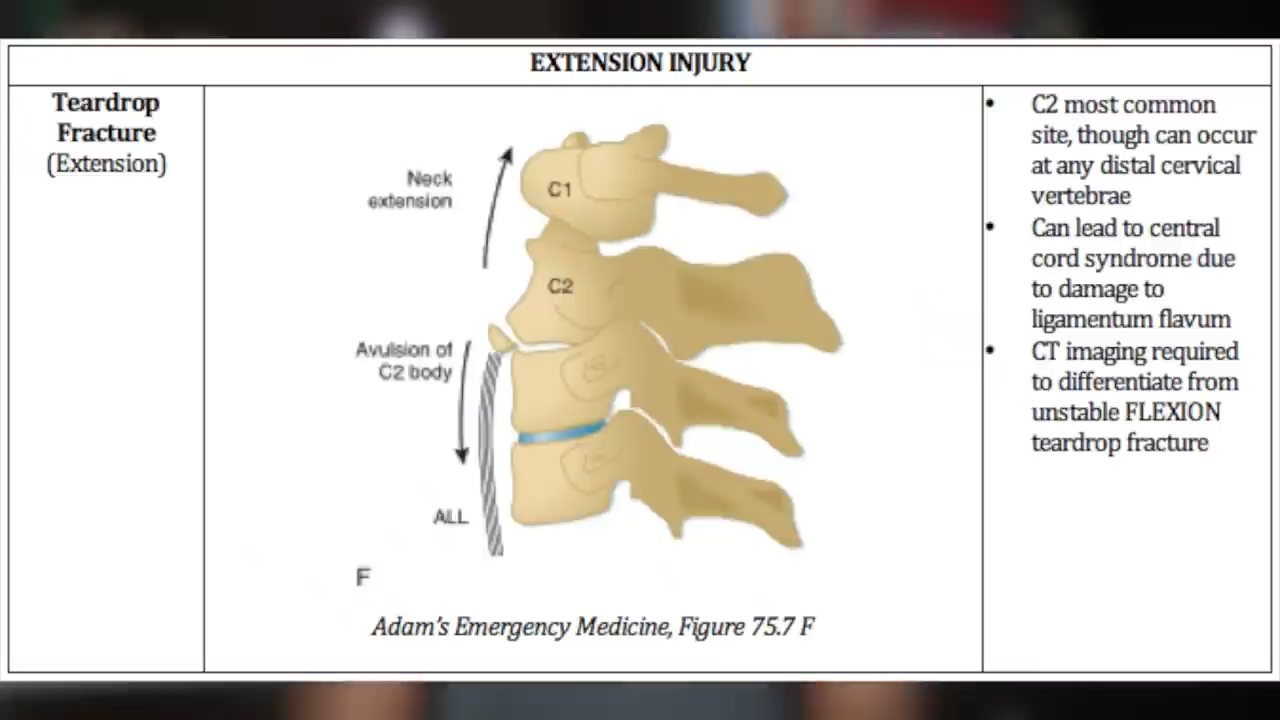 EXTENSION INJURY
Teardrop
Fracture
(Extension)
Neck
extension
C1
C2
Avulsion of
C2 body
ALL
F
Adam's Emergency Medicine, Figure 75.7 F
• C2 most common
site, though can occur
at any distal cervical
vertebrae
• Can lead to central
cord syndrome due
to damage to
ligamentum flavum
• CT imaging required
to differentiate from
unstable FLEXION
teardrop fracture